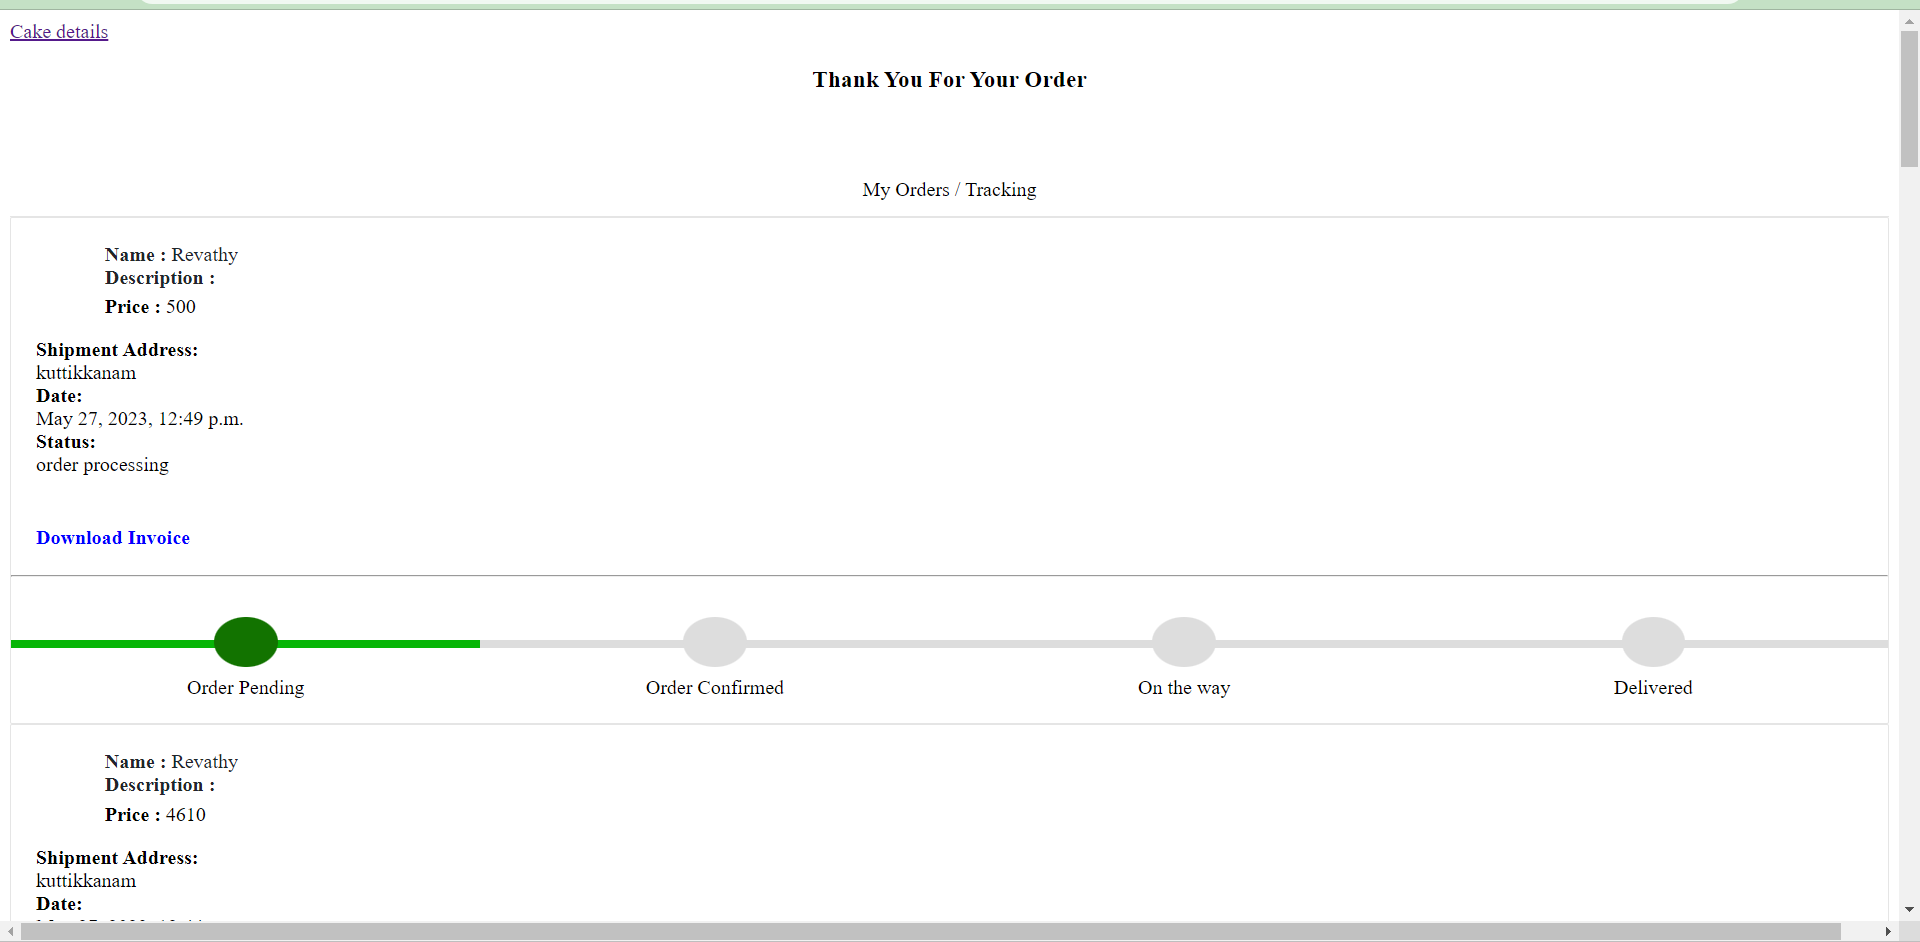 Cake details
Thank You For Your Order
My Orders / Tracking
Name : Revathy
Description :
Price : 500
Shipment Address:
kuttikkanam
Date:
May 27, 2023, 12:49 p.m.
Status:
order processing
Download Invoice
Order Pending
Order Confirmed
On the way
Delivered
Name : Revathy
Description :
Price : 4610
Shipment Address:
kuttikkanam
Date: